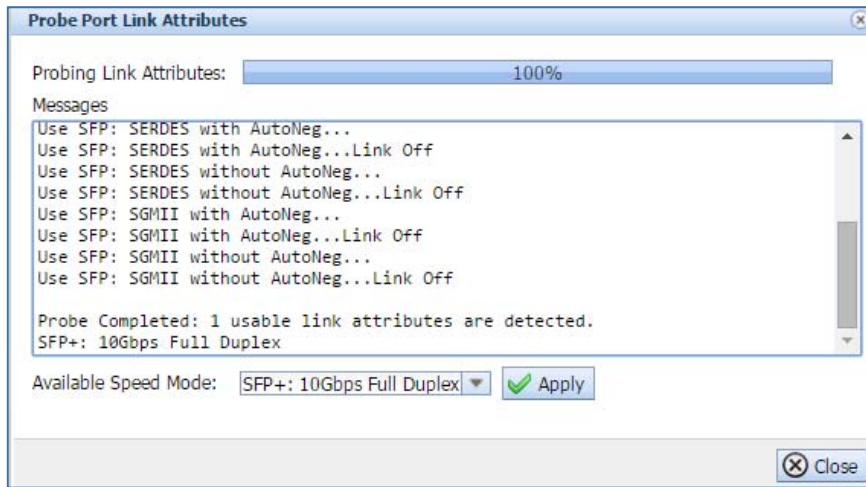 Probe Port Link Attributes
Probing Link Attributes: 100%
Messages
Use SFP: SERDES with AutoNeg...
Use SFP: SERDES with AutoNeg...Link Off
Use SFP: SERDES without AutoNeg...
Use SFP: SERDES without AutoNeg...Link Off
Use SFP: SGMII with AutoNeg...
Use SFP: SGMII with AutoNeg...Link Off
Use SFP: SGMII without AutoNeg...
Use SFP: SGMII without AutoNeg...Link Off
Probe Completed: 1 usable link attributes are detected.
SFP+: 10Gbps Full Duplex
Available Speed Mode: SFP+: 10Gbps Full Duplex Apply
Close